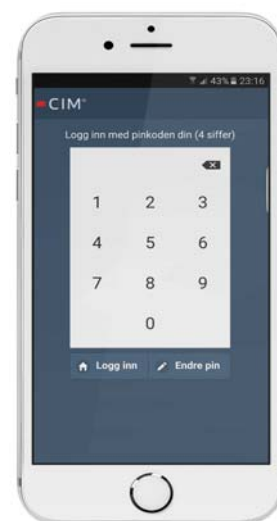 43% 23:16
CIM™
Logg inn med pinkoden din (4 siffer)
1 2 3
4 5 6
7 8 9
0
Logg inn Endre pin